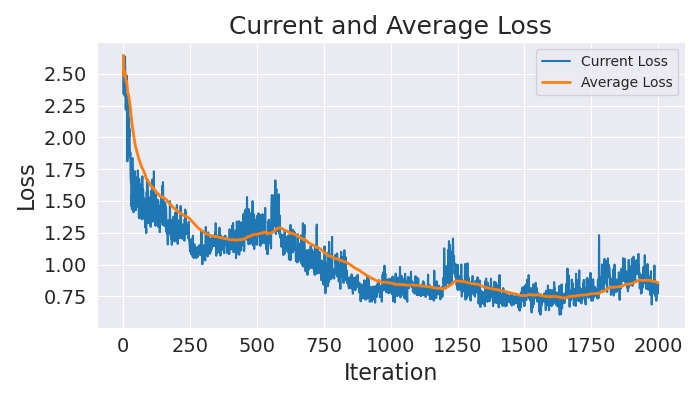 Current and Average Loss
Current Loss
Average Loss
Loss
2.50
2.25
2.00
1.75
1.50
1.25
1.00
0.75
0 250 500 750 1000 1250 1500 1750 2000
Iteration